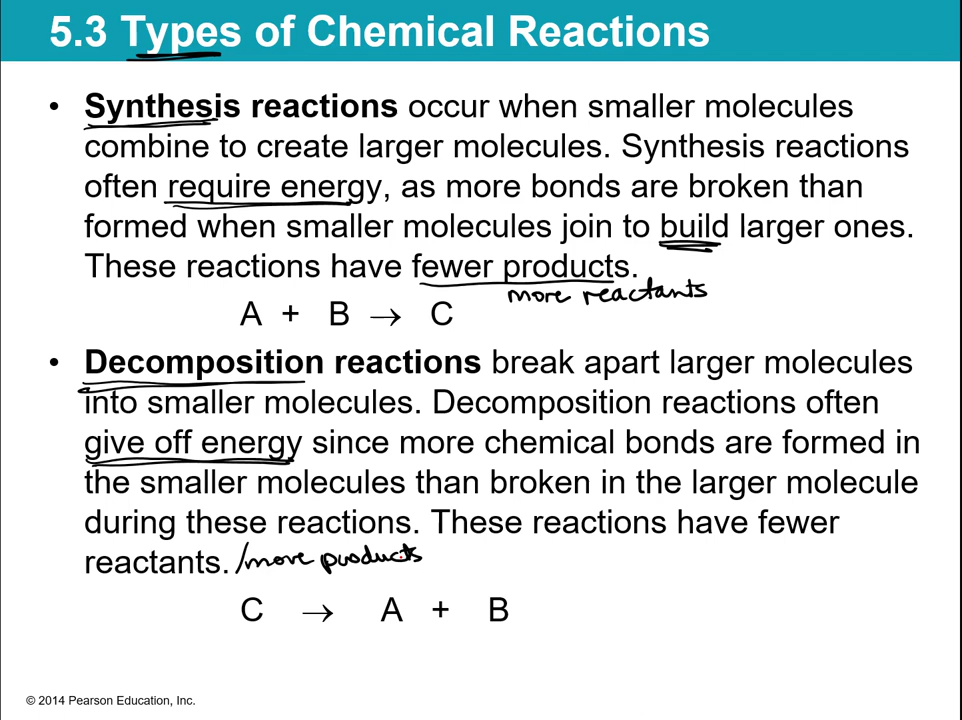 5.3 Types of Chemical Reactions
• Synthesis reactions occur when smaller molecules
combine to create larger molecules. Synthesis reactions
often require energy, as more bonds are broken than
formed when smaller molecules join to build larger ones.
These reactions have fewer products.
more reactants
A + B → C
• Decomposition reactions break apart larger molecules
into smaller molecules. Decomposition reactions often
give off energy since more chemical bonds are formed in
the smaller molecules than broken in the larger molecule
during these reactions. These reactions have fewer
reactants. /more products
C → A + B
© 2014 Pearson Education, Inc.